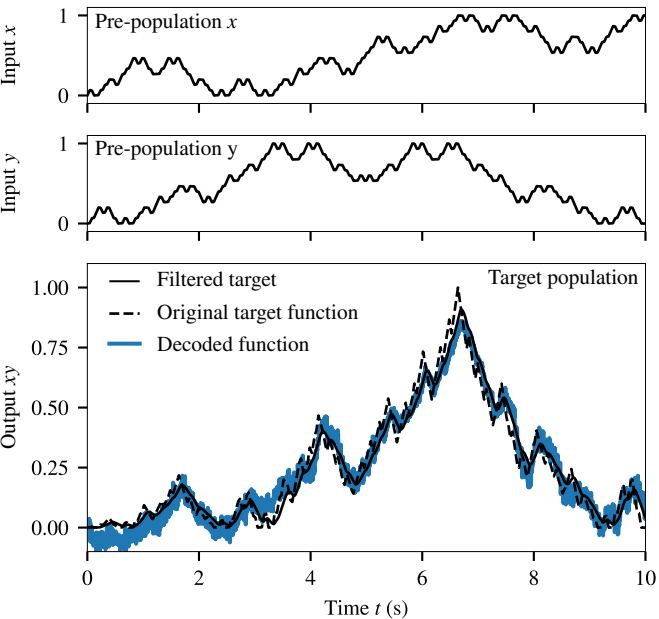 Pre-population x
Input x
1
0
Pre-population y
Input y
1
0
Target population
Filtered target
Original target function
Decoded function
Output xy
1.00
0.75
0.50
0.25
0.00
0 2 4 6 8 10
Time t (s)